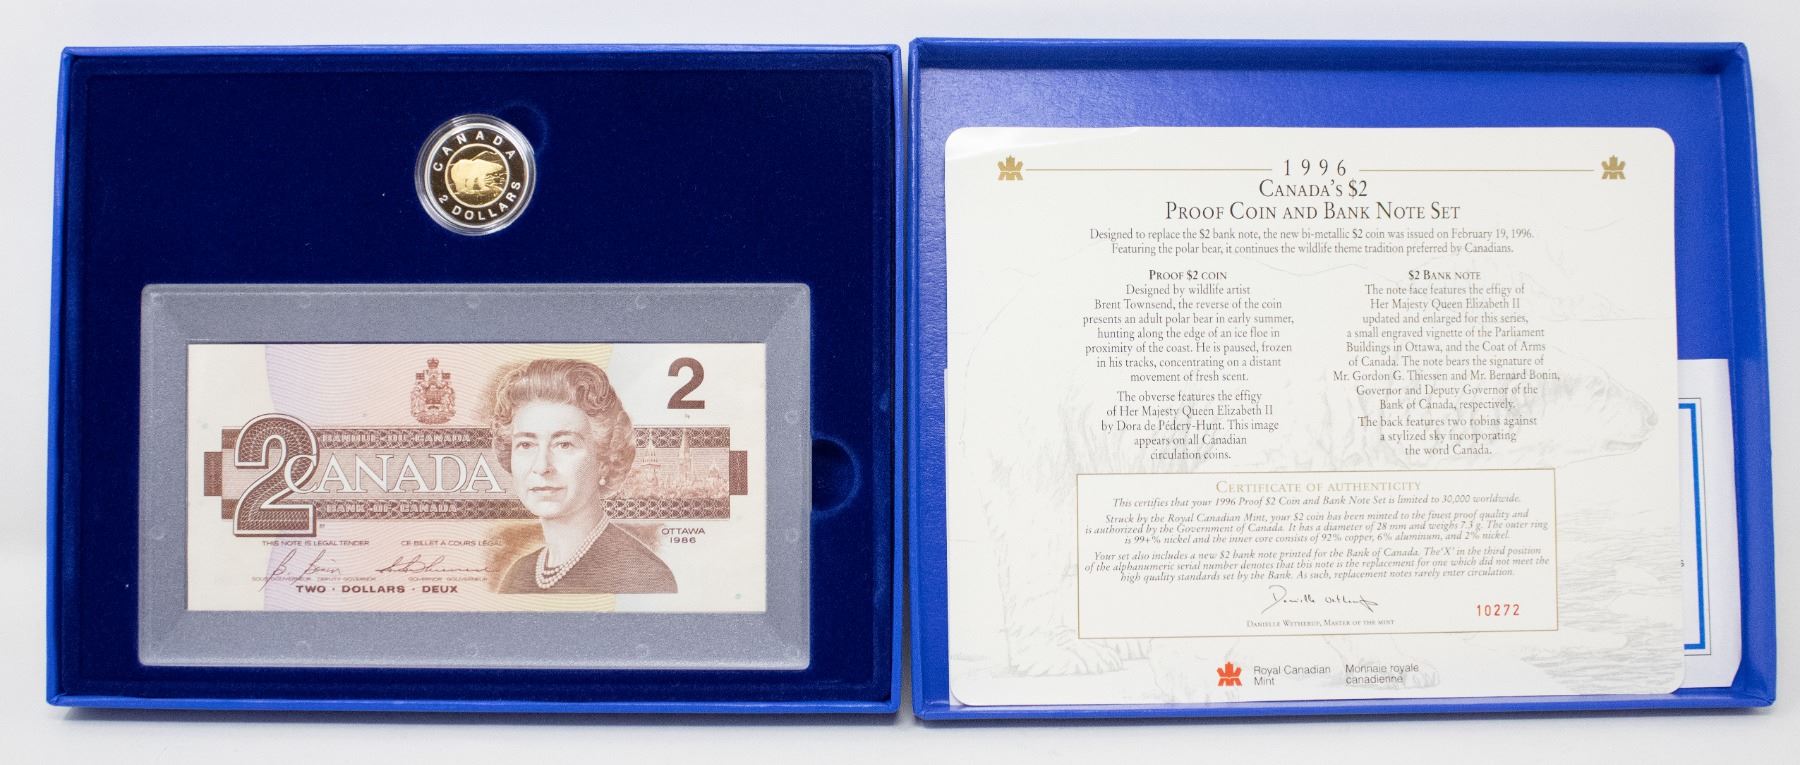 CANADA
2 DOLLARS
2
BANQUE·DU·CANADA
2 CANADA
BANK·OF·CANADA
OTTAWA
1986
THIS NOTE IS LEGAL TENDER CE BILLET A COURS LÉGAL
SOUS-GOUVERNEUR DEPUTY GOVERNOR GOVERNOR GOUVERNEUR
TWO · DOLLARS · DEUX
1996
CANADA'S $2
PROOF COIN AND BANK NOTE SET
Designed to replace the $2 bank note, the new bi-metallic $2 coin was issued on February 19, 1996.
Featuring the polar bear, it continues the wildlife theme tradition preferred by Canadians.
PROOF $2 COIN
Designed by wildlife artist
Brent Townsend, the reverse of the coin
presents an adult polar bear in early summer,
hunting along the edge of an ice floe in
proximity of the coast. He is paused, frozen
in his tracks, concentrating on a distant
movement of fresh scent.
The obverse features the effigy
of Her Majesty Queen Elizabeth II
by Dora de Pédery-Hunt. This image
appears on all Canadian
circulation coins.
$2 BANK NOTE
The note face features the effigy of
Her Majesty Queen Elizabeth II
updated and enlarged for this series,
a small engraved vignette of the Parliament
Buildings in Ottawa, and the Coat of Arms
of Canada. The note bears the signature of
Mr. Gordon G. Thiessen and Mr. Bernard Bonin,
Governor and Deputy Governor of the
Bank of Canada, respectively.
The back features two robins against
a stylized sky incorporating
the word Canada.
CERTIFICATE OF AUTHENTICITY
This certifies that your 1996 Proof $2 Coin and Bank Note Set is limited to 30,000 worldwide.
Struck by the Royal Canadian Mint, your $2 coin has been minted to the finest proof quality and
is authorized by the Government of Canada. It has a diameter of 28 mm and weighs 7.3 g. The outer ring
is 99+% nickel and the inner core consists of 92% copper, 6% aluminum, and 2% nickel.
Your set also includes a new $2 bank note printed for the Bank of Canada. The 'X' in the third position
of the alphanumeric serial number denotes that this note is the replacement for one which did not meet the
high quality standards set by the Bank. As such, replacement notes rarely enter circulation.
10272
DANIELLE WETHERUP, MASTER OF THE MINT
Royal Canadian Monnaie royale
Mint canadienne